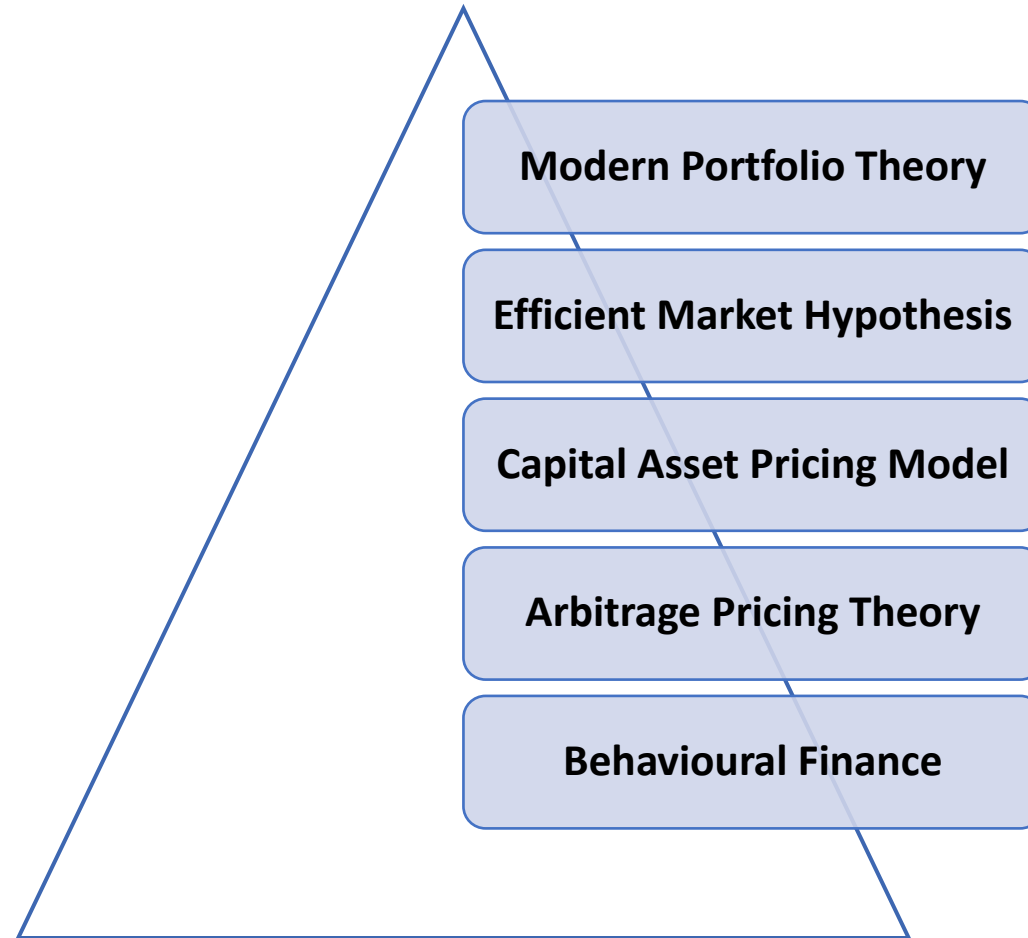 Modern Portfolio Theory
Efficient Market Hypothesis
Capital Asset Pricing Model
Arbitrage Pricing Theory
Behavioural Finance